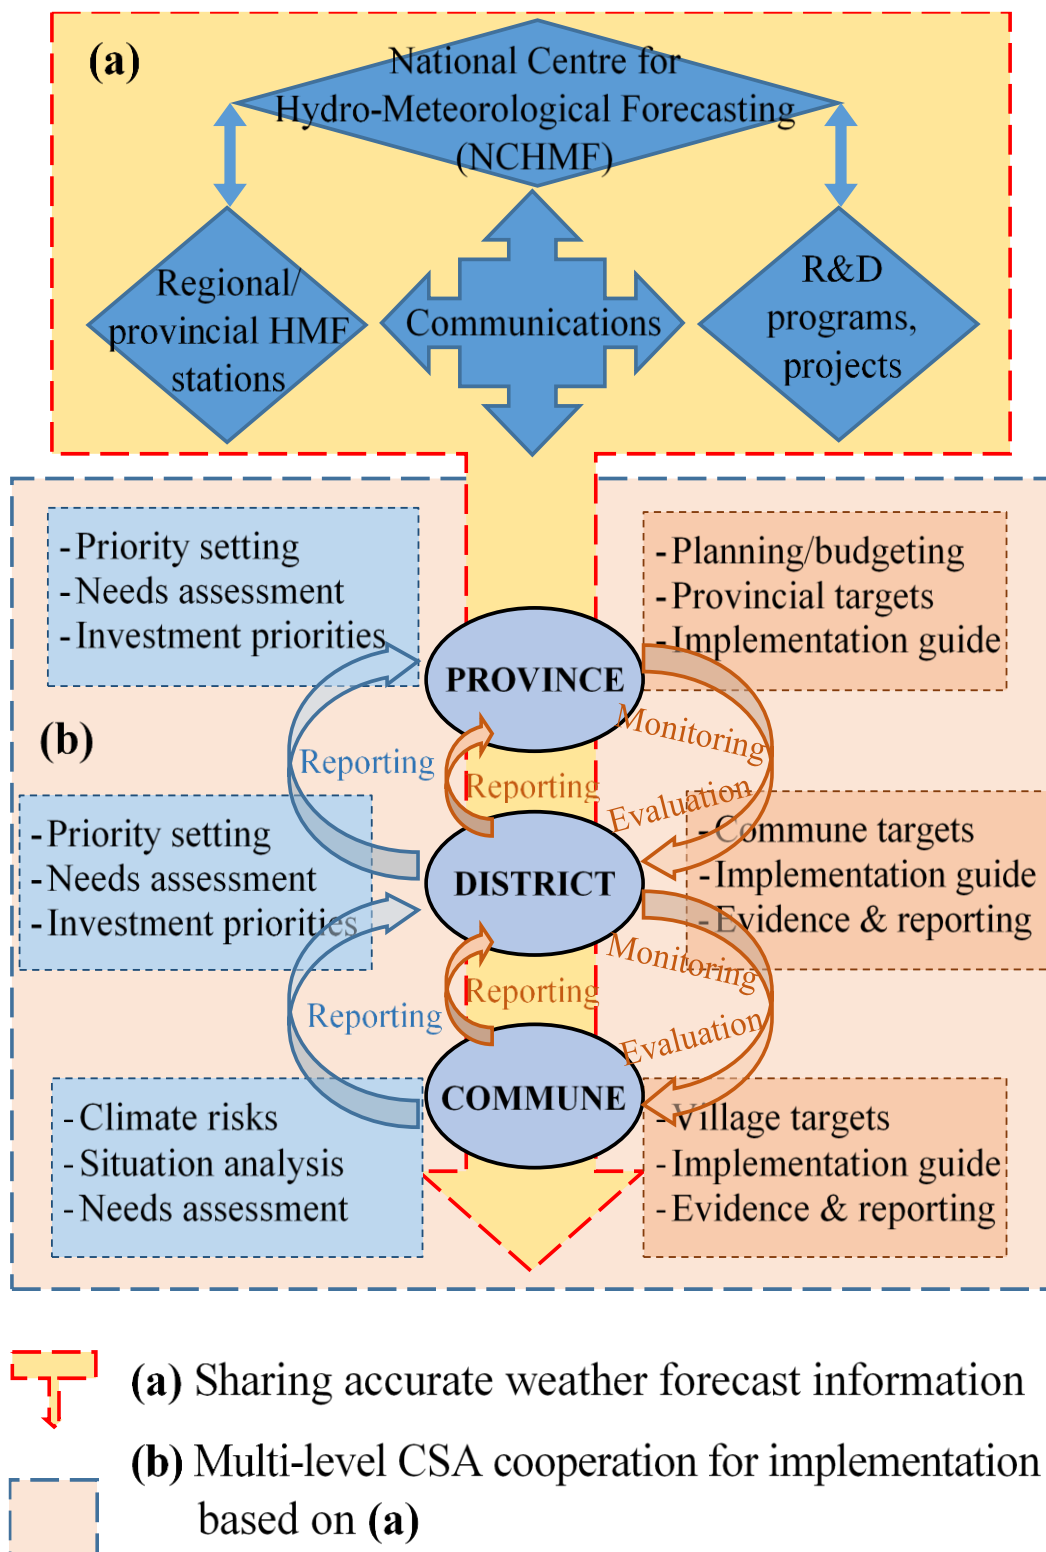 (a)
National Centre for
Hydro-Meteorological Forecasting
(NCHMF)
Regional/
provincial HMF
stations
Communications
R&D
programs,
projects
-Priority setting
-Needs assessment
-Investment priorities
-Planning/budgeting
-Provincial targets
-Implementation guide
PROVINCE
(b)
Reporting
Reporting
Monitoring
Evaluation
-Priority setting
-Needs assessment
-Investment priorities
DISTRICT
-Commune targets
-Implementation guide
-Evidence & reporting
Reporting
Reporting
Monitoring
Evaluation
-Climate risks
-Situation analysis
-Needs assessment
COMMUNE
-Village targets
-Implementation guide
-Evidence & reporting
(a) Sharing accurate weather forecast information
(b) Multi-level CSA cooperation for implementation
based on (a)